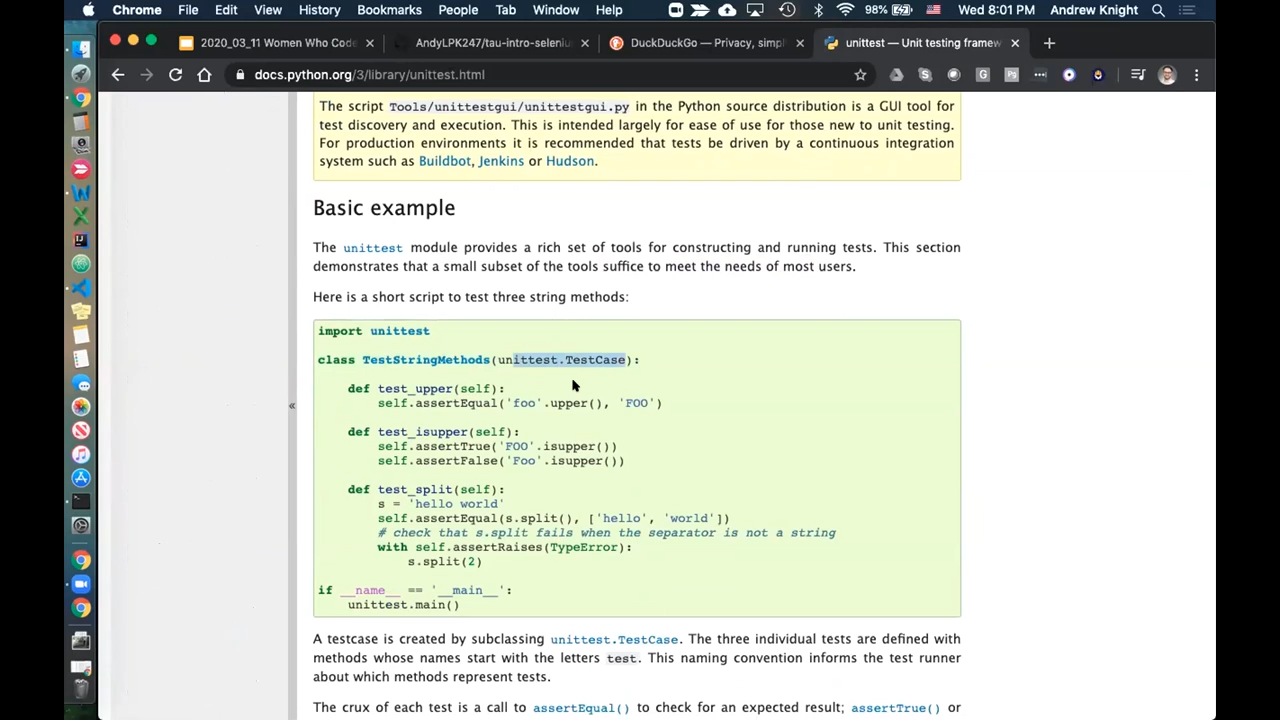 Chrome File Edit View History Bookmarks People Tab Window Help 98% Wed 8:01 PM Andrew Knight
2020_03_11 Women Who Code AndyLPK247/tau-intro-seleniu DuckDuckGo — Privacy, simpl unittest — Unit testing framew
docs.python.org/3/library/unittest.html
The script Tools/unittestgui/unittestgui.py in the Python source distribution is a GUI tool for
test discovery and execution. This is intended largely for ease of use for those new to unit testing.
For production environments it is recommended that tests be driven by a continuous integration
system such as Buildbot, Jenkins or Hudson.
Basic example
The unittest module provides a rich set of tools for constructing and running tests. This section
demonstrates that a small subset of the tools suffice to meet the needs of most users.
Here is a short script to test three string methods:
import unittest
class TestStringMethods(unittest.TestCase):
def test_upper(self):
self.assertEqual('foo'.upper(), 'FOO')
def test_isupper(self):
self.assertTrue('FOO'.isupper())
self.assertFalse('Foo'.isupper())
def test_split(self):
s = 'hello world'
self.assertEqual(s.split(), ['hello', 'world'])
# check that s.split fails when the separator is not a string
with self.assertRaises(TypeError):
s.split(2)
if __name__ == '__main__':
unittest.main()
«
A testcase is created by subclassing unittest.TestCase. The three individual tests are defined with
methods whose names start with the letters test. This naming convention informs the test runner
about which methods represent tests.
The crux of each test is a call to assertEqual() to check for an expected result; assertTrue() or